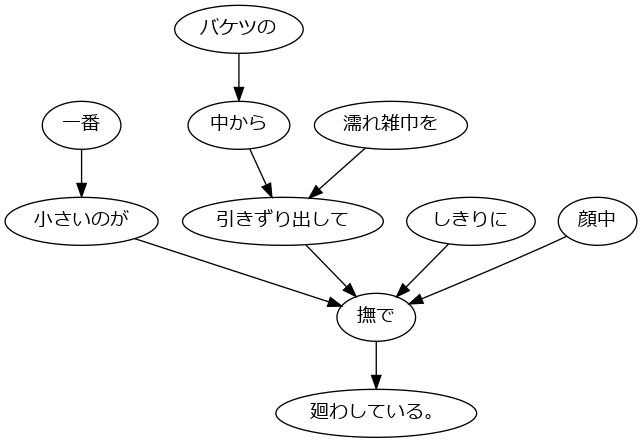 バケツの
一番
中から
濡れ雑巾を
小さいのが
引きずり出して
しきりに
顔中
撫で
廻わしている。